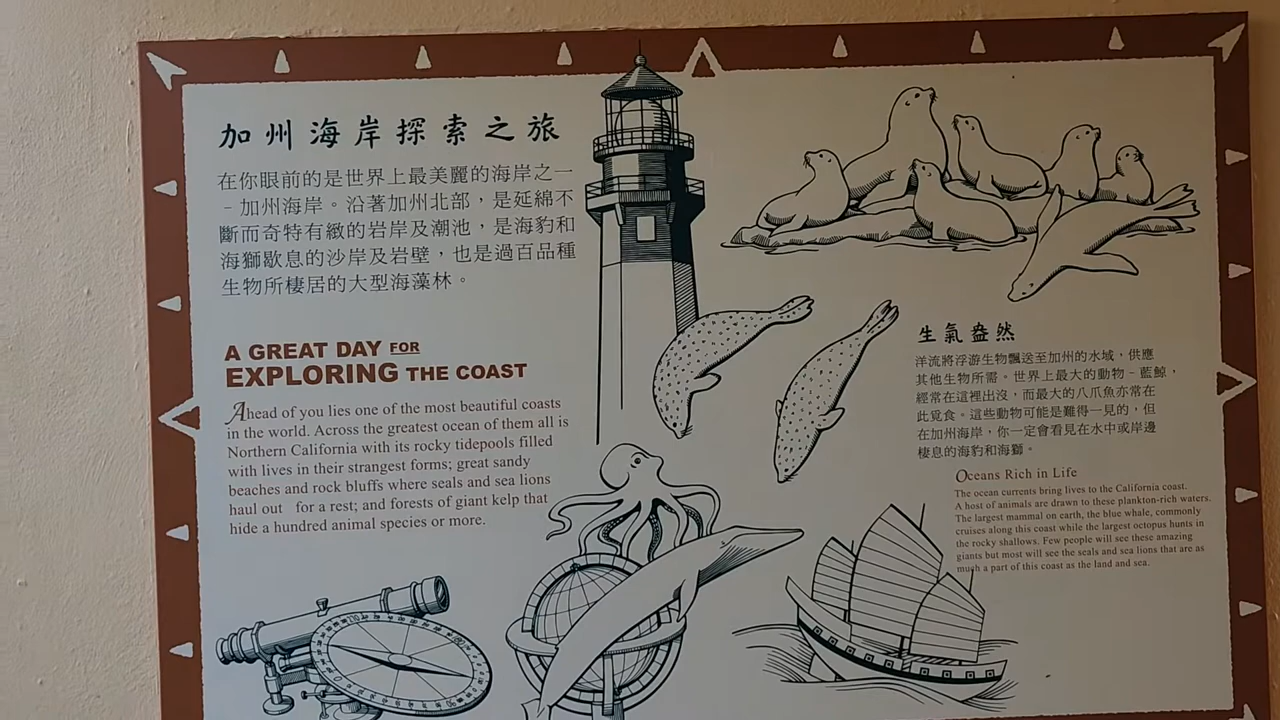 加州海岸探索之旅
在你眼前的是世界上最美麗的海岸之一
－加州海岸。沿著加州北部，是延綿不
斷而奇特有緻的岩岸及潮池，是海豹和
海獅歇息的沙岸及岩壁，也是過百品種
生物所棲居的大型海藻林。
A GREAT DAY FOR
EXPLORING THE COAST
Ahead of you lies one of the most beautiful coasts
in the world. Across the greatest ocean of them all is
Northern California with its rocky tidepools filled
with lives in their strangest forms; great sandy
beaches and rock bluffs where seals and sea lions
haul out for a rest; and forests of giant kelp that
hide a hundred animal species or more.
生氣盎然
洋流將浮游生物飄送至加州的水域，供應
其他生物所需。世界上最大的動物－藍鯨，
經常在這裡出沒，而最大的八爪魚亦常在
此覓食。這些動物可能是難得一見的，但
在加州海岸，你一定會看見在水中或岸邊
棲息的海豹和海獅。
Oceans Rich in Life
The ocean currents bring lives to the California coast.
A host of animals are drawn to these plankton-rich waters.
The largest mammal on earth, the blue whale, commonly
cruises along this coast while the largest octopus hunts in
the rocky shallows. Few people will see these amazing
giants but most will see the seals and sea lions that are as
much a part of this coast as the land and sea.